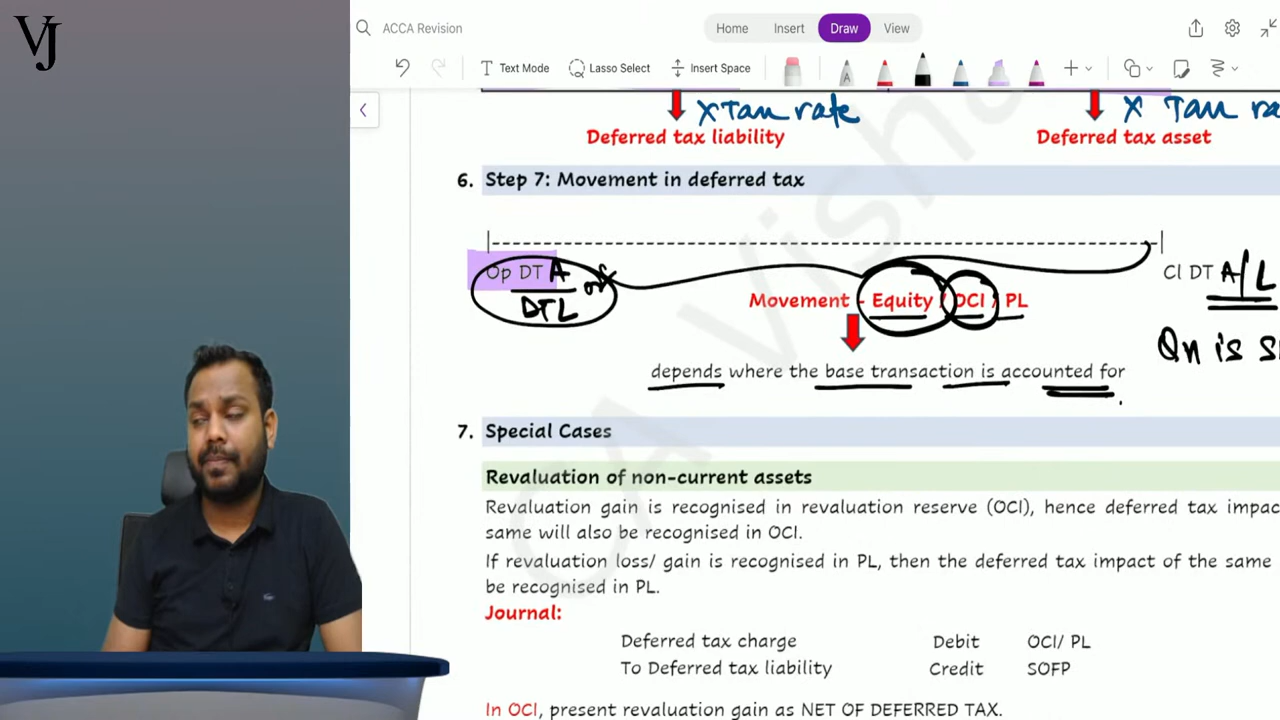 VJ
ACCA Revision
Home Insert Draw View
Text Mode Lasso Select Insert Space
X Tax rate X Tax ra
Deferred tax liability Deferred tax asset
6. Step 7: Movement in deferred tax
Op DT A or Cl DT A/L
DTL
Movement - Equity / OCI / PL
Qn is s
depends where the base transaction is accounted for
7. Special Cases
Revaluation of non-current assets
Revaluation gain is recognised in revaluation reserve (OCI), hence deferred tax impac
same will also be recognised in OCI.
If revaluation loss/ gain is recognised in PL, then the deferred tax impact of the same
be recognised in PL.
Journal:
Deferred tax charge Debit OCI/ PL
To Deferred tax liability Credit SOFP
In OCI, present revaluation gain as NET OF DEFERRED TAX.
CA Visha